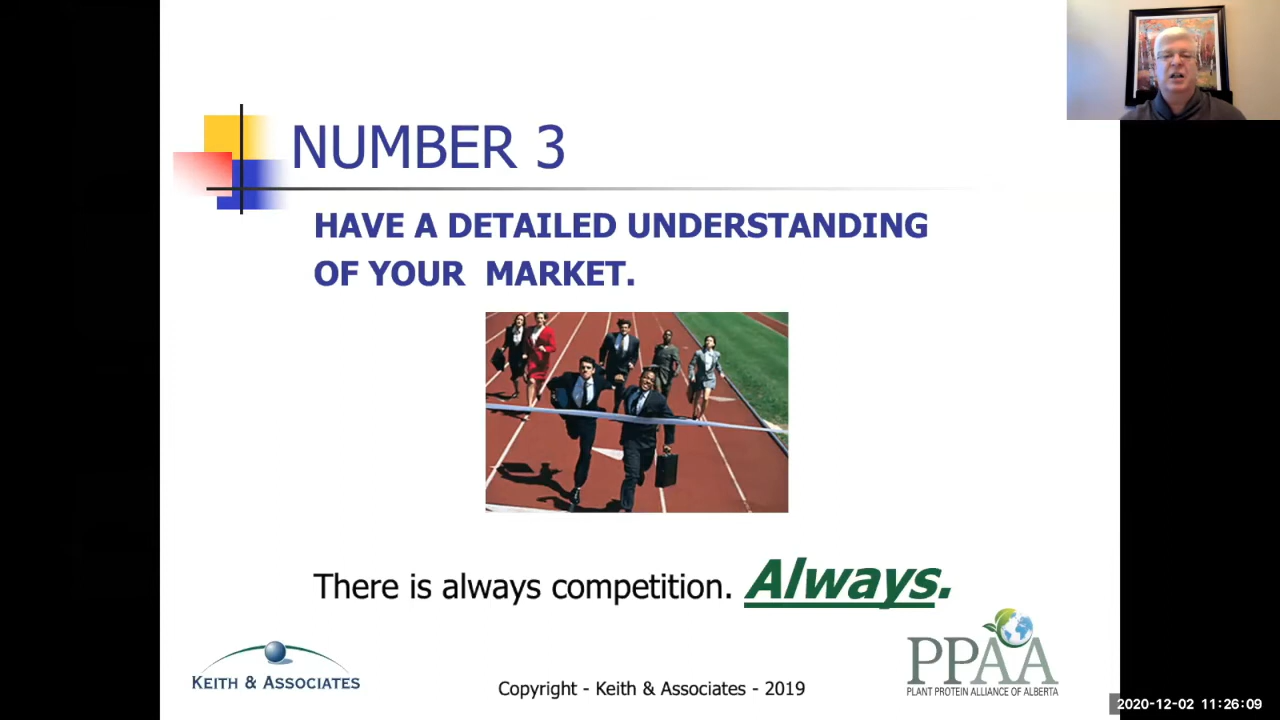 NUMBER 3
HAVE A DETAILED UNDERSTANDING
OF YOUR MARKET.
There is always competition. Always.
KEITH & ASSOCIATES
Copyright - Keith & Associates - 2019
PPAA
PLANT PROTEIN ALLIANCE OF ALBERTA
2020-12-02 11:26:09